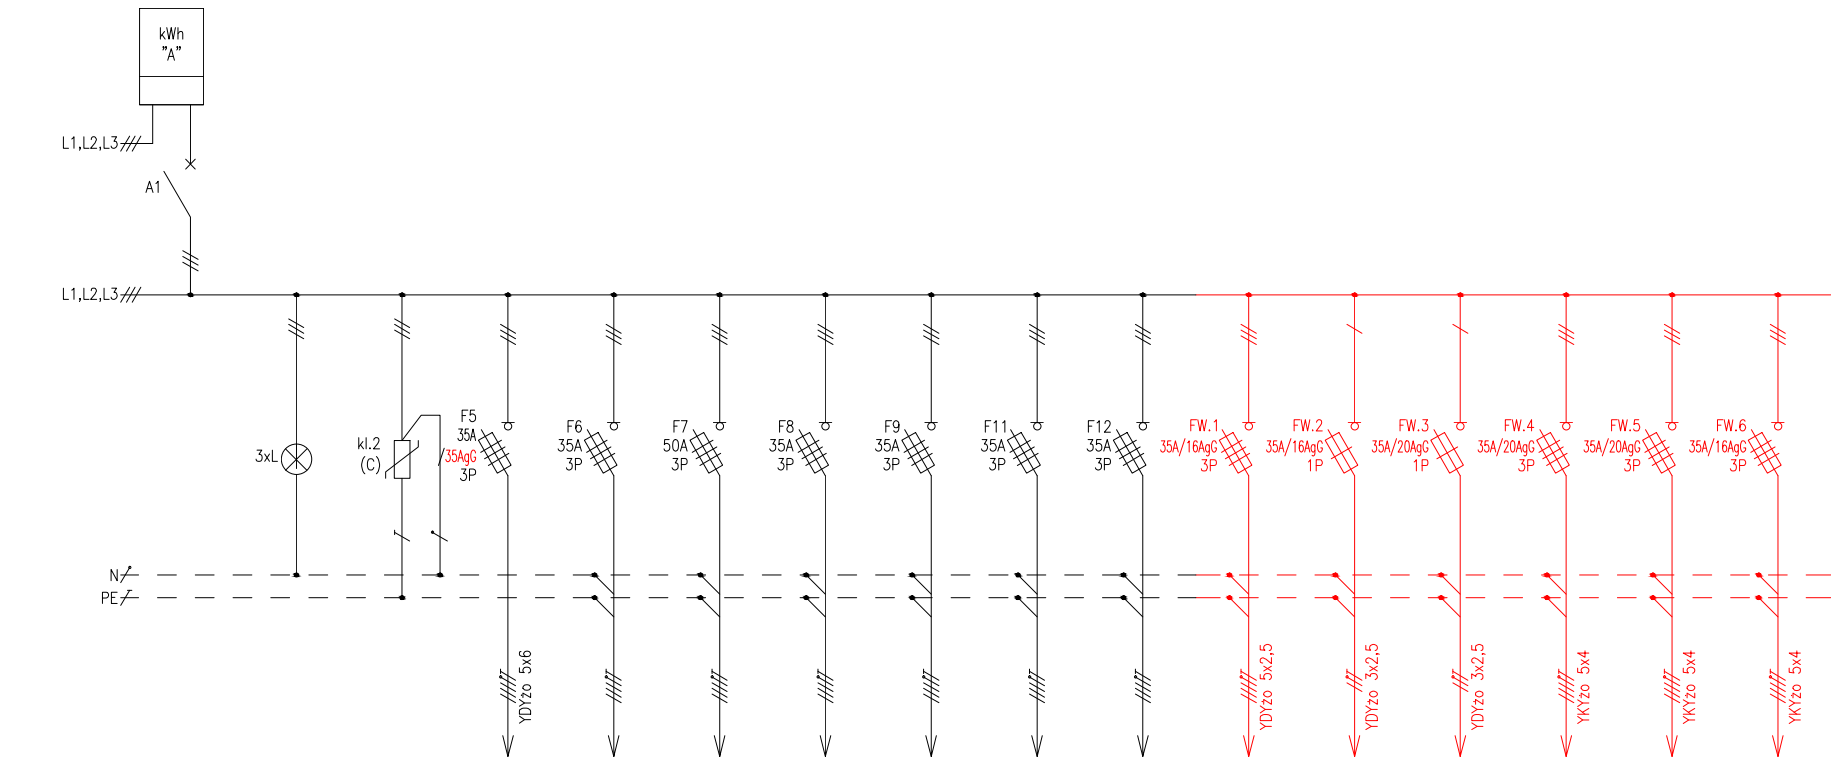 kWh
"A"
L1,L2,L3
A1
L1,L2,L3
3xL
kl.2
(C)
F5
35A
/35AgG
3P
F6
35A
3P
F7
50A
3P
F8
35A
3P
F9
35A
3P
F11
35A
3P
F12
35A
3P
FW.1
35A/16AgG
3P
FW.2
35A/16AgG
1P
FW.3
35A/20AgG
1P
FW.4
35A/20AgG
3P
FW.5
35A/20AgG
3P
FW.6
35A/16AgG
3P
N
PE
YDYżo 5x6
YDYżo 5x2,5
YDYżo 3x2,5
YDYżo 3x2,5
YKYżo 5x4
YKYżo 5x4
YKYżo 5x4